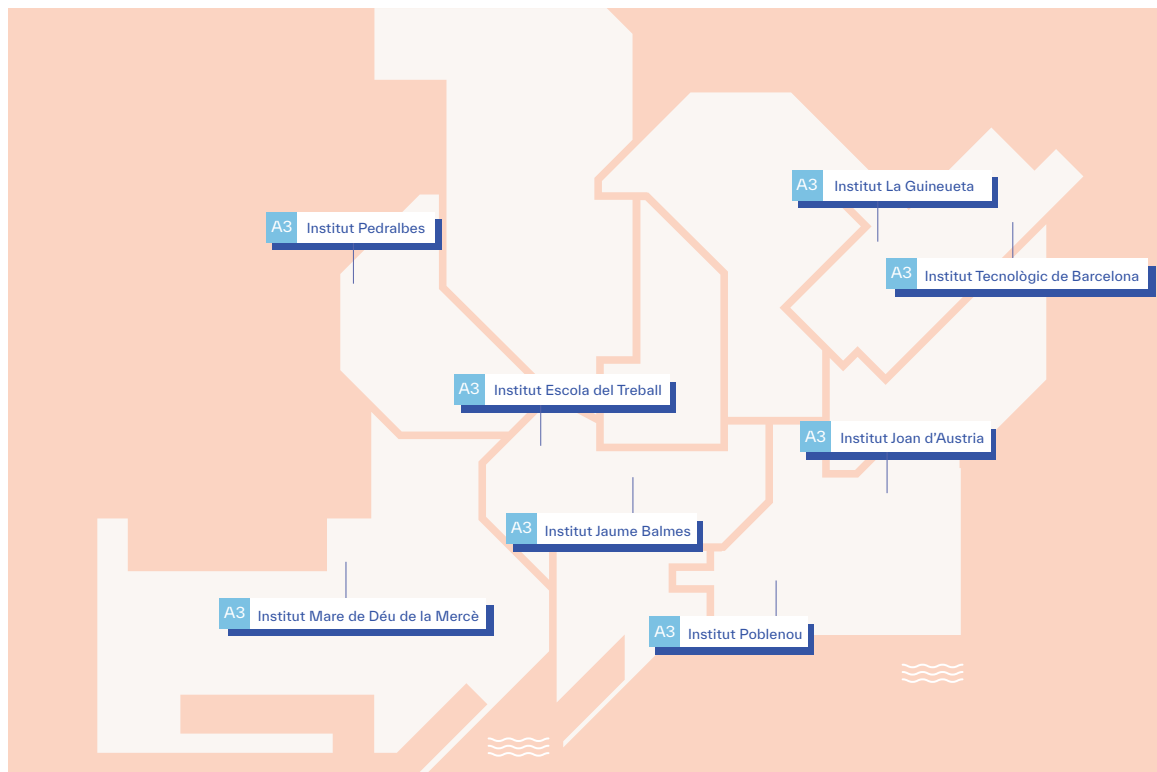 A3 Institut La Guineueta
A3 Institut Pedralbes
A3 Institut Tecnològic de Barcelona
A3 Institut Escola del Treball
A3 Institut Joan d’Austria
A3 Institut Jaume Balmes
A3 Institut Mare de Déu de la Mercè
A3 Institut Poblenou